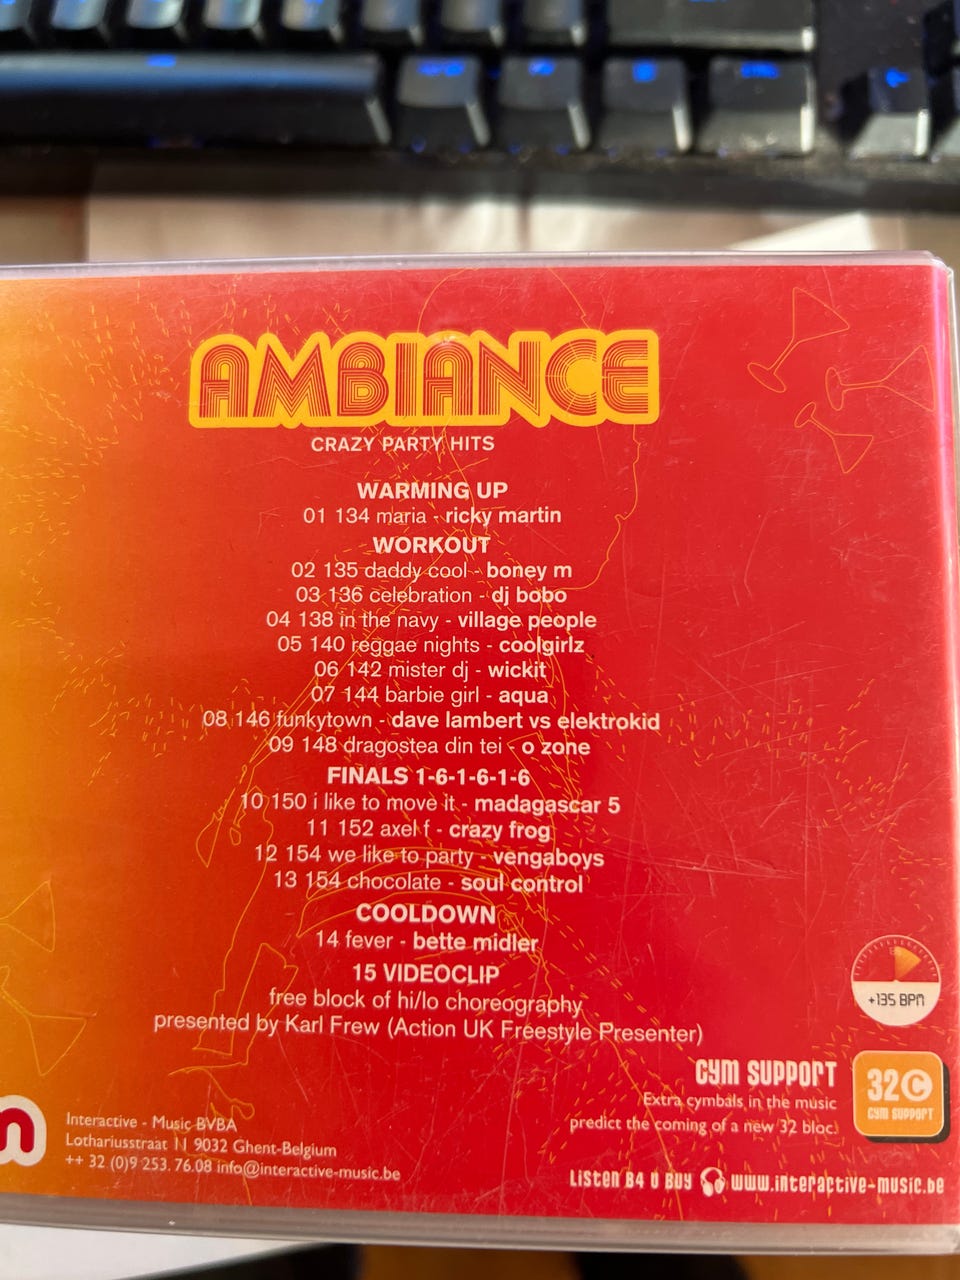 AMBIANCE
CRAZY PARTY HITS
WARMING UP
01 134 maria - ricky martin
WORKOUT
02 135 daddy cool - boney m
03 136 celebration - dj bobo
04 138 in the navy - village people
05 140 reggae nights - coolgirlz
06 142 mister dj - wickit
07 144 barbie girl - aqua
08 146 funkytown - dave lambert vs elektrokid
09 148 dragostea din tei - o zone
FINALS 1-6-1-6-1-6
10 150 i like to move it - madagascar 5
11 152 axel f - crazy frog
12 154 we like to party - vengaboys
13 154 chocolate - soul control
COOLDOWN
14 fever - bette midler
15 VIDEOCLIP
free block of hi/lo choreography
presented by Karl Frew (Action UK Freestyle Presenter)
+135 BPM
GYM SUPPORT
Extra cymbals in the music
predict the coming of a new 32 bloc.
32C
GYM SUPPORT
Interactive - Music BVBA
Lothariusstraat 11 9032 Ghent-Belgium
++ 32 (0)9 253.76.08 info@interactive-music.be
Listen B4 U BUY www.interactive-music.be